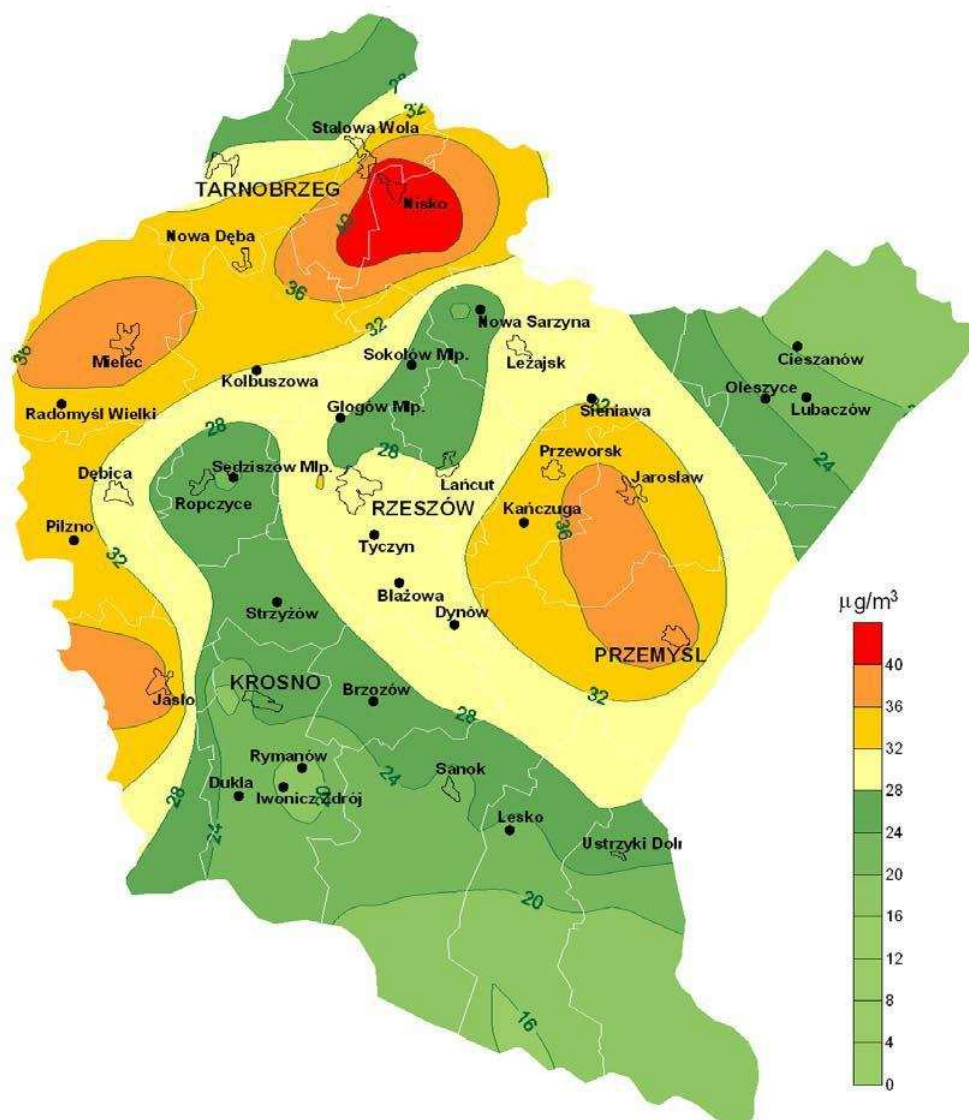 28
32
Stalowa Wola
TARNOBRZEG
Nisko
40
Nowa Dęba
36
32
Nowa Sarzyna
36
Mielec
Sokołów Młp.
Leżajsk
Cieszanów
Kolbuszowa
Oleszyce
Lubaczów
Radomyśl Wielki
Głogów Młp.
32
Sieniawa
28
28
24
Dębica
Sędziszów Młp.
Przeworsk
Jarosław
Ropczyce
Łańcut
RZESZÓW
Kańczuga
36
Pilzno
32
Tyczyn
Błażowa
Strzyżów
Dynów
μg/m³
PRZEMYŚL
KROSNO
40
Jasło
Brzozów
32
36
28
32
Rymanów
24
Sanok
28
Dukla
Iwonicz Zdrój
20
28
Lesko
24
24
Ustrzyki Doln
20
20
16
16
12
8
4
0